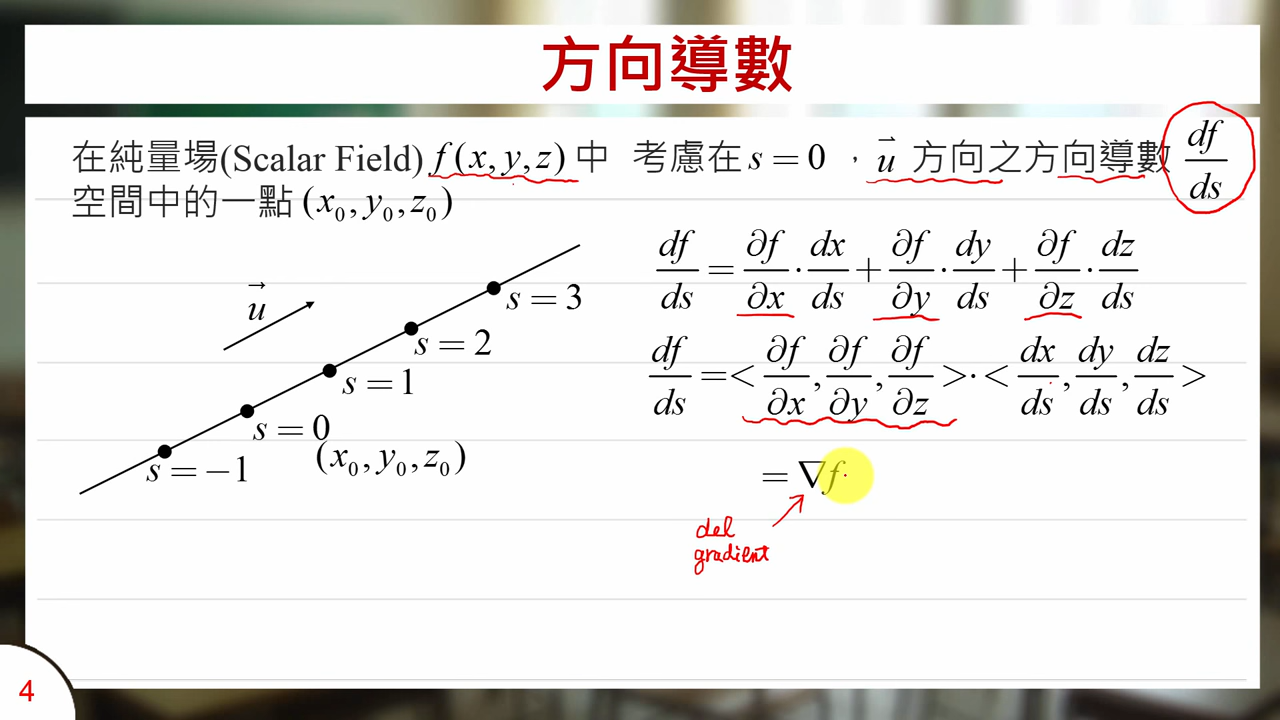 方向導數
在純量場(Scalar Field) f(x, y, z) 中
空間中的一點 (x₀, y₀, z₀)
考慮在 s = 0 ，u⃗ 方向之方向導數 df/ds
df/ds = ∂f/∂x · dx/ds + ∂f/∂y · dy/ds + ∂f/∂z · dz/ds
df/ds = < ∂f/∂x, ∂f/∂y, ∂f/∂z > · < dx/ds, dy/ds, dz/ds >
= ∇f
del
gradient
u⃗
s = 3
s = 2
s = 1
s = 0
(x₀, y₀, z₀)
s = −1
4